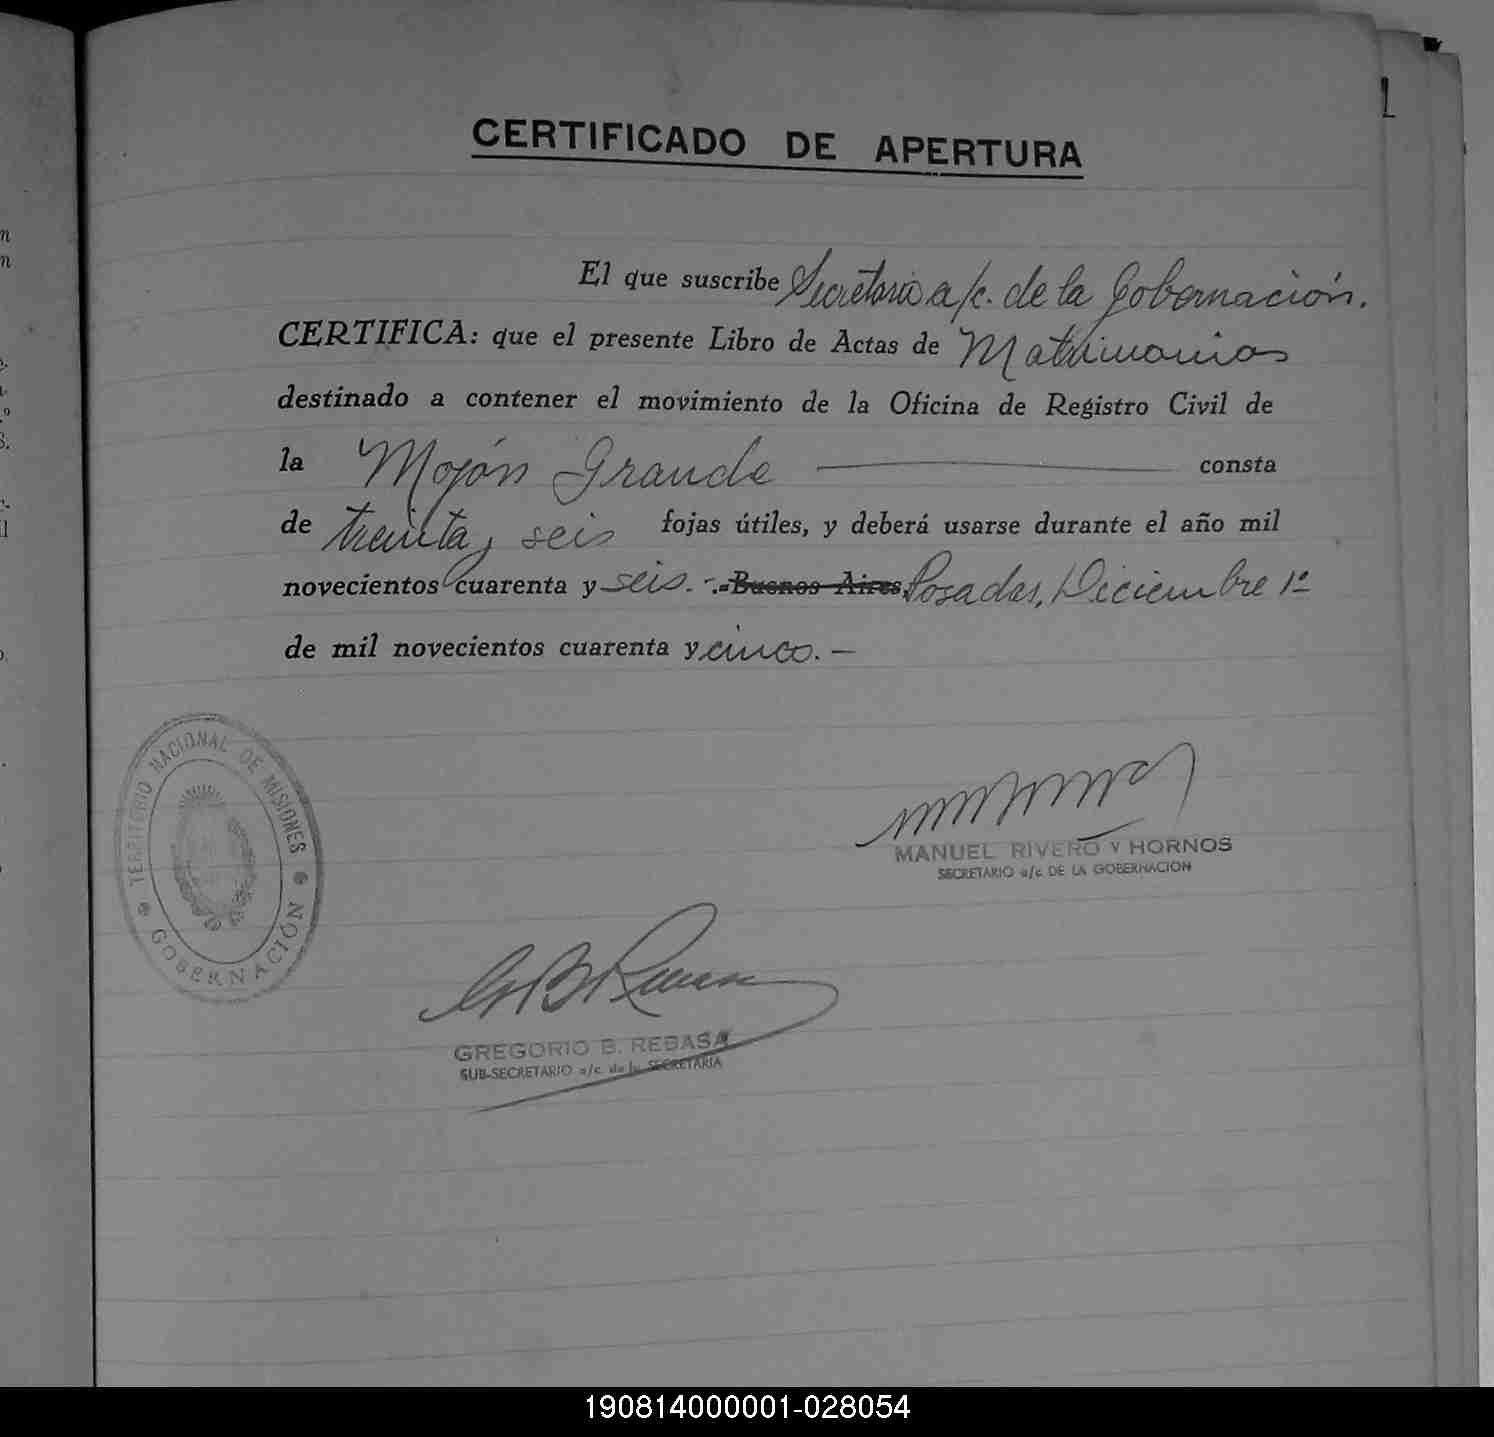 1
CERTIFICADO DE APERTURA
El que suscribe Secretario a/c. de la Gobernación.
CERTIFICA: que el presente Libro de Actas de Matrimonios
destinado a contener el movimiento de la Oficina de Registro Civil de
la Mojón Grande consta
de treinta y seis fojas útiles, y deberá usarse durante el año mil
novecientos cuarenta y seis. -.-Buenos Aires, Posadas, Diciembre 1º
de mil novecientos cuarenta y cinco. —
TERRITORIO NACIONAL DE MISIONES
GOBERNACIÓN
MANUEL RIVERO Y HORNOS
SECRETARIO a/c DE LA GOBERNACION
GREGORIO B. REBASA
SUB-SECRETARIO a/c. de la SECRETARIA
190814000001-028054